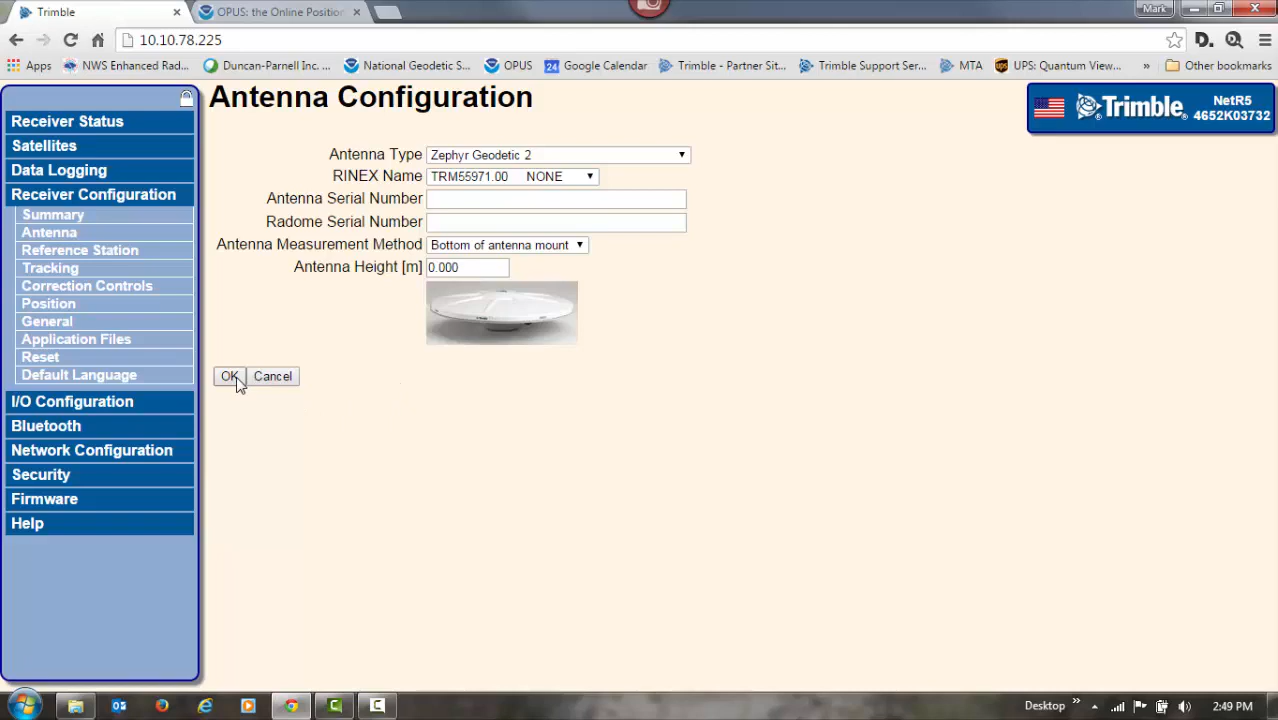 Trimble
OPUS: the Online Position
Mark
10.10.78.225
Apps
NWS Enhanced Rad...
Duncan-Parnell Inc. ...
National Geodetic S...
OPUS
24 Google Calendar
Trimble - Partner Sit...
Trimble Support Ser...
MTA
UPS: Quantum View...
»
Other bookmarks
Antenna Configuration
Trimble
NetR5
4652K03732
Receiver Status
Satellites
Data Logging
Receiver Configuration
Summary
Antenna
Reference Station
Tracking
Correction Controls
Position
General
Application Files
Reset
Default Language
I/O Configuration
Bluetooth
Network Configuration
Security
Firmware
Help
Antenna Type Zephyr Geodetic 2
RINEX Name TRM55971.00 NONE
Antenna Serial Number
Radome Serial Number
Antenna Measurement Method Bottom of antenna mount
Antenna Height [m] 0.000
OK Cancel
Desktop »
2:49 PM